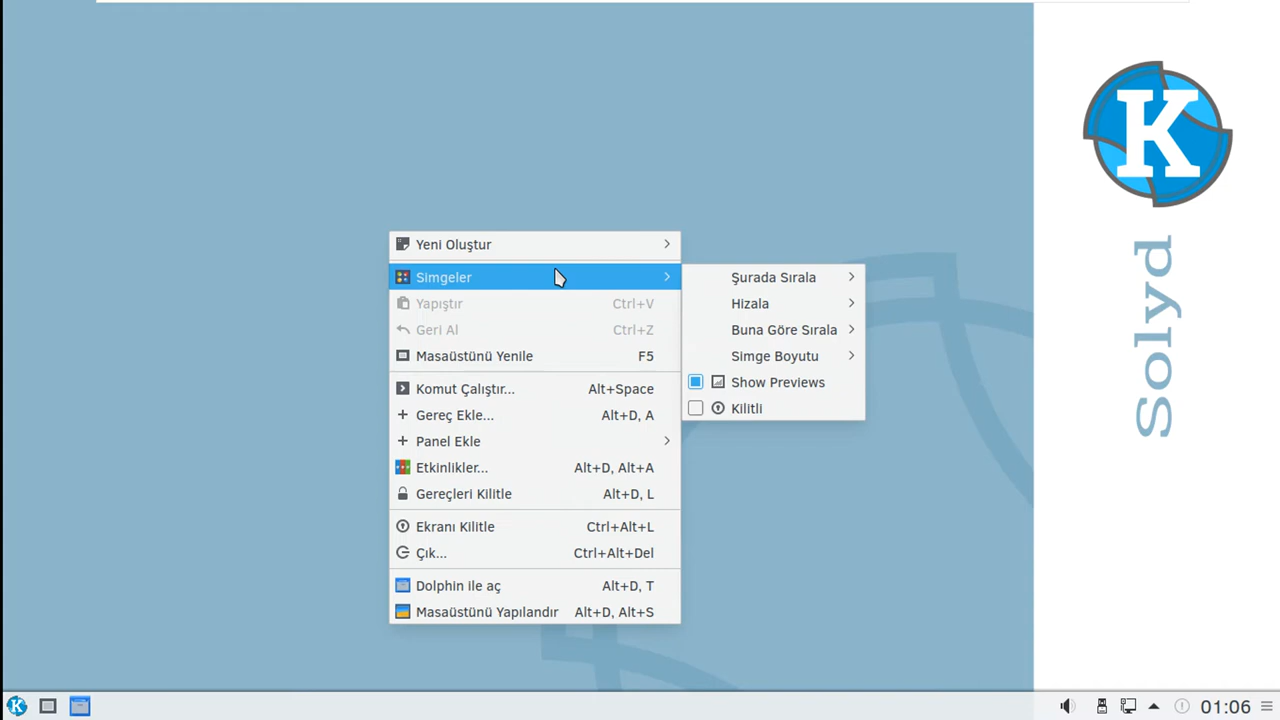 K
Solyd
Yeni Oluştur
Simgeler
Yapıştır Ctrl+V
Geri Al Ctrl+Z
Masaüstünü Yenile F5
Komut Çalıştır... Alt+Space
Gereç Ekle... Alt+D, A
Panel Ekle
Etkinlikler... Alt+D, Alt+A
Gereçleri Kilitle Alt+D, L
Ekranı Kilitle Ctrl+Alt+L
Çık... Ctrl+Alt+Del
Dolphin ile aç Alt+D, T
Masaüstünü Yapılandır Alt+D, Alt+S
Şurada Sırala
Hizala
Buna Göre Sırala
Simge Boyutu
Show Previews
Kilitli
K
01:06